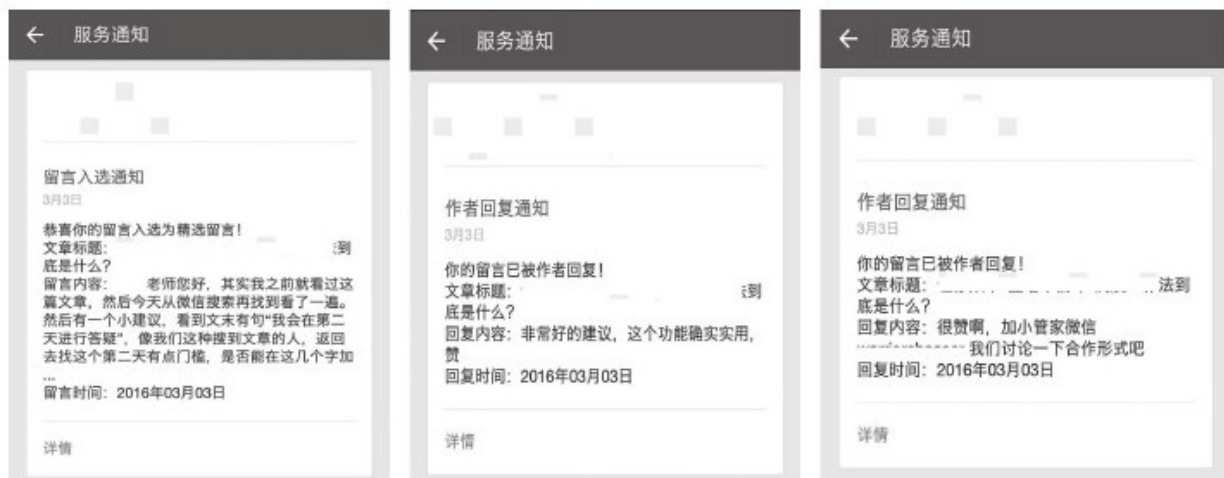 服务通知
留言入选通知
3月3日
恭喜你的留言入选为精选留言!
文章标题: 到
底是什么?
留言内容: 老师您好,其实我之前就看过这
篇文章,然后今天从微信搜索再找到看了一遍。
然后有一个小建议,看到文末有句“我会在第二
天进行答疑”,像我们这种搜到文章的人,返回
去找这个第二天有点门槛,是否能在这几个字加
...
留言时间:2016年03月03日
详情
服务通知
作者回复通知
3月3日
你的留言已被作者回复!
文章标题: 到
底是什么?
回复内容:非常好的建议,这个功能确实实用,
赞
回复时间:2016年03月03日
详情
服务通知
作者回复通知
3月3日
你的留言已被作者回复!
文章标题: 法到
底是什么?
回复内容:很赞啊,加小管家微信
我们讨论一下合作形式吧
回复时间:2016年03月03日
详情